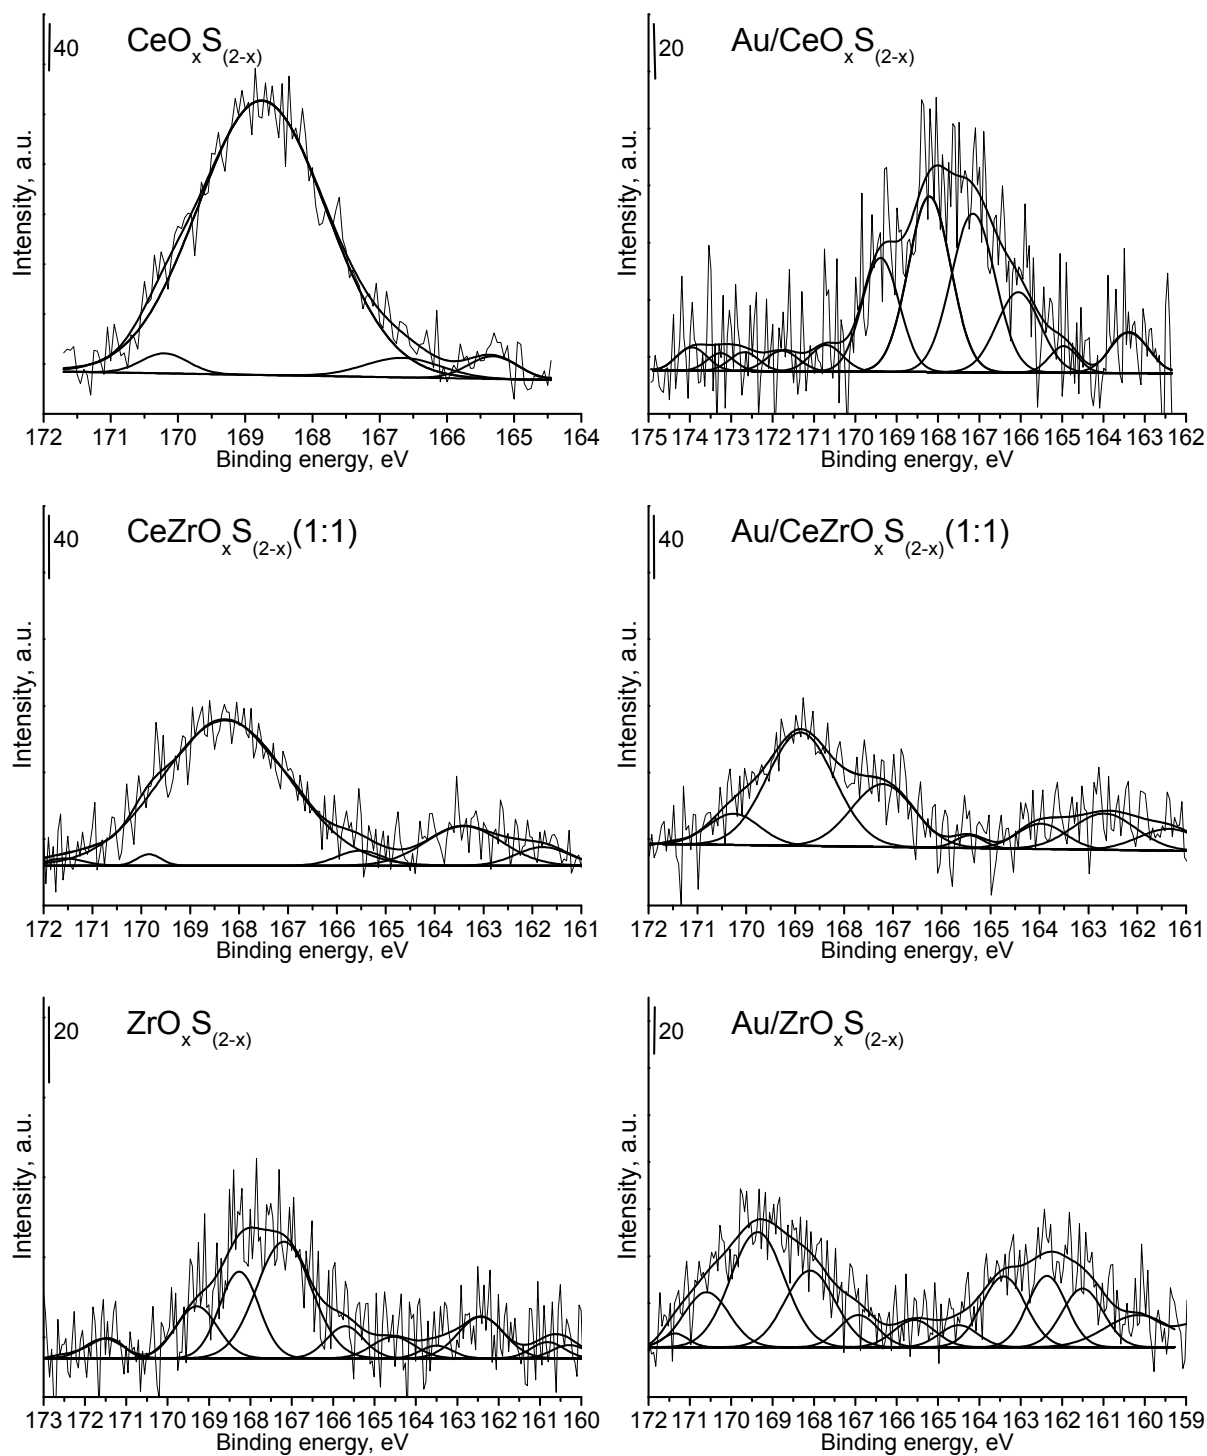 40 CeOxS(2-x)
Intensity, a.u.
172 171 170 169 168 167 166 165 164
Binding energy, eV
20 Au/CeOxS(2-x)
Intensity, a.u.
175 174 173 172 171 170 169 168 167 166 165 164 163 162
Binding energy, eV
40 CeZrOxS(2-x)(1:1)
Intensity, a.u.
172 171 170 169 168 167 166 165 164 163 162 161
Binding energy, eV
40 Au/CeZrOxS(2-x)(1:1)
Intensity, a.u.
172 171 170 169 168 167 166 165 164 163 162 161
Binding energy, eV
20 ZrOxS(2-x)
Intensity, a.u.
173 172 171 170 169 168 167 166 165 164 163 162 161 160
Binding energy, eV
20 Au/ZrOxS(2-x)
Intensity, a.u.
172 171 170 169 168 167 166 165 164 163 162 161 160 159
Binding energy, eV